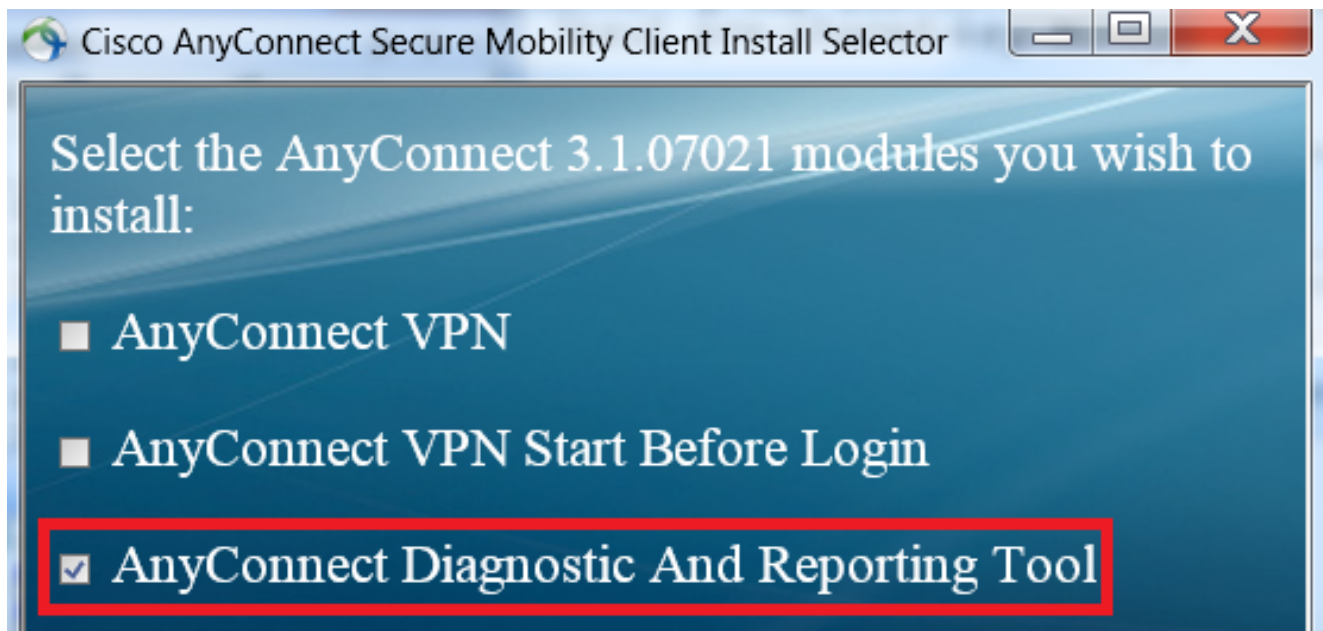 Cisco AnyConnect Secure Mobility Client Install Selector
Select the AnyConnect 3.1.07021 modules you wish to
install:
AnyConnect VPN
AnyConnect VPN Start Before Login
AnyConnect Diagnostic And Reporting Tool